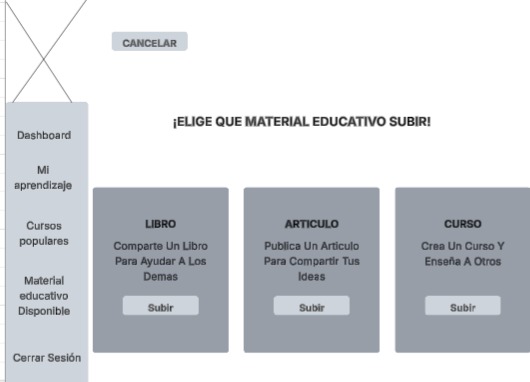 CANCELAR
¡ELIGE QUE MATERIAL EDUCATIVO SUBIR!
Dashboard
Mi
aprendizaje
Cursos
populares
Material
educativo
Disponible
Cerrar Sesión
LIBRO
Comparte Un Libro
Para Ayudar A Los
Demas
Subir
ARTICULO
Publica Un Articulo
Para Compartir Tus
Ideas
Subir
CURSO
Crea Un Curso Y
Enseña A Otros
Subir